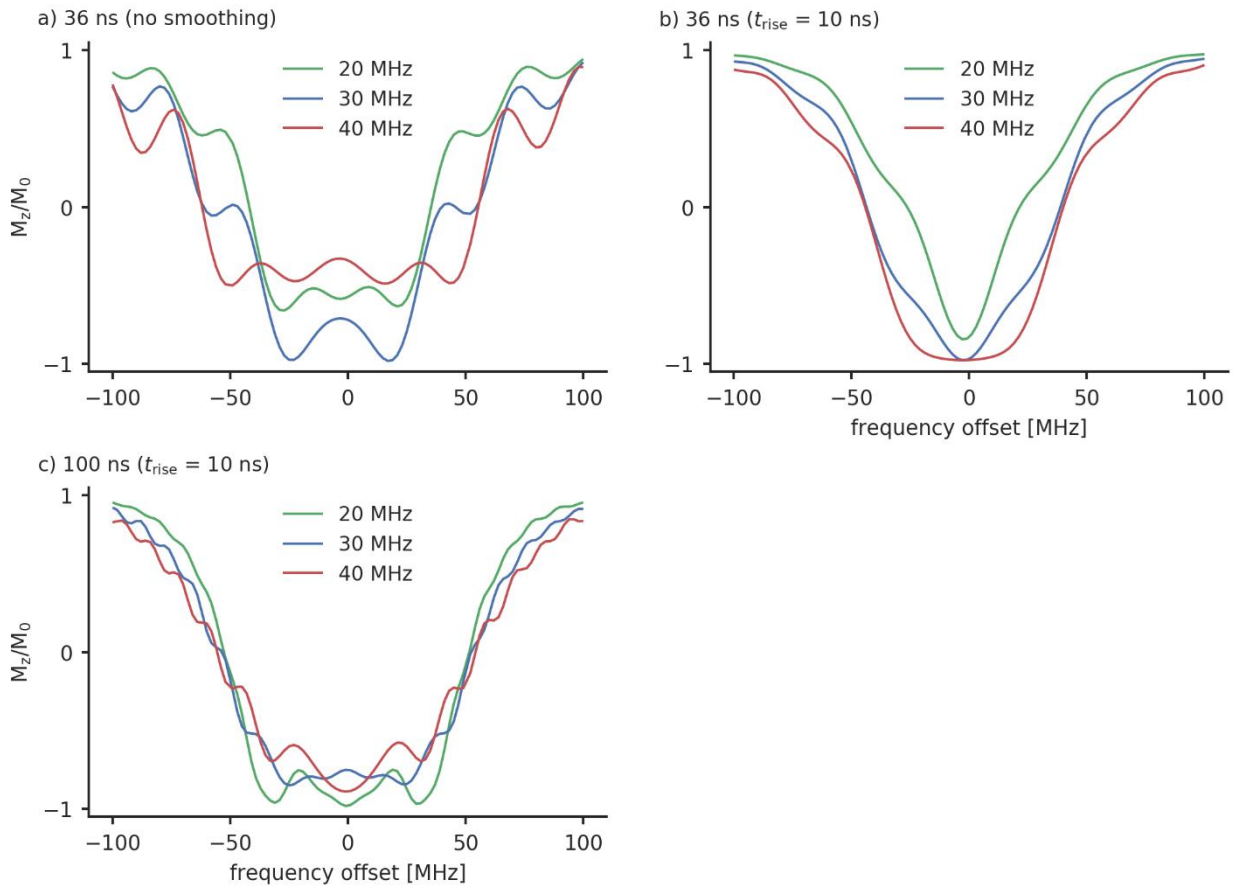 a) 36 ns (no smoothing)
1
20 MHz
30 MHz
40 MHz
0
−1
M_z/M_0
−100 −50 0 50 100
b) 36 ns (t_rise = 10 ns)
1
20 MHz
30 MHz
40 MHz
0
−1
−100 −50 0 50 100
frequency offset [MHz]
c) 100 ns (t_rise = 10 ns)
1
20 MHz
30 MHz
40 MHz
0
−1
M_z/M_0
−100 −50 0 50 100
frequency offset [MHz]